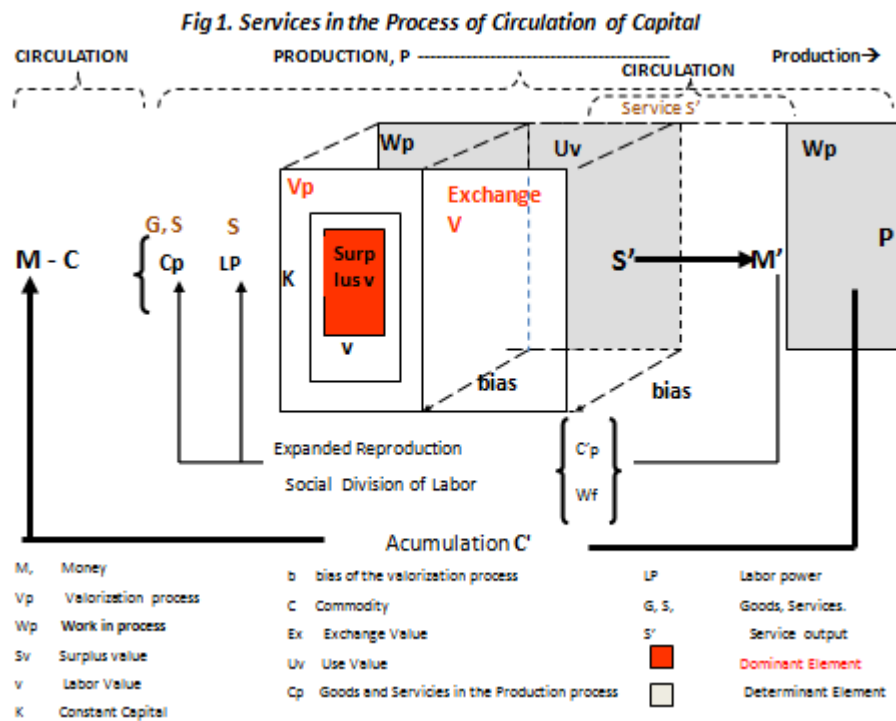 Fig 1. Services in the Process of Circulation of Capital
CIRCULATION PRODUCTION, P ------------------------------------------ Production→
CIRCULATION
Service S’
Wp Uv Wp
Vp Exchange
V
G, S S
Surp
lus v
M - C Cp LP K S’ M’ P
v
bias bias
Expanded Reproduction C’p
Social Division of Labor Wf
Acumulation C'
M, Money
Vp Valorization process
Wp Work in process
Sv Surplus value
v Labor Value
K Constant Capital
b bias of the valorization process
C Commodity
Ex Exchange Value
Uv Use Value
Cp Goods and Servicies in the Production process
LP Labor power
G, S, Goods, Services.
S’ Service output
Dominant Element
Determinant Element